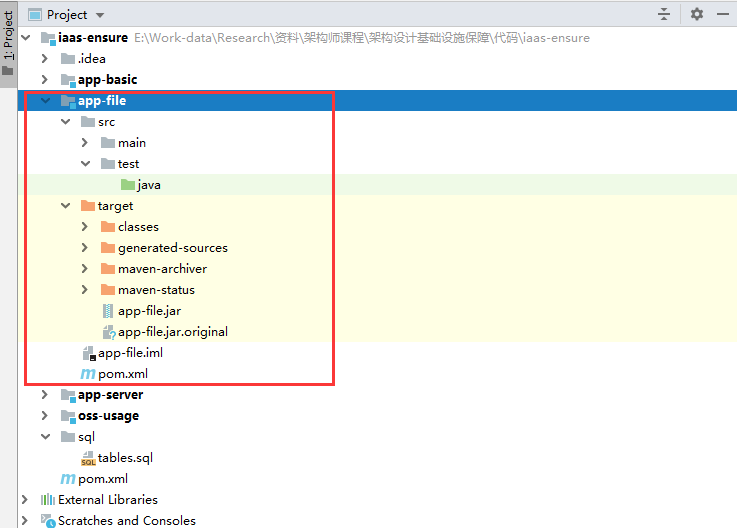 Project
1: Project
iaas-ensure E:\Work-data\Research\资料\架构师课程\架构设计基础设施保障\代码\iaas-ensure
.idea
app-basic
app-file
src
main
test
java
target
classes
generated-sources
maven-archiver
maven-status
app-file.jar
app-file.jar.original
app-file.iml
pom.xml
app-server
oss-usage
sql
tables.sql
pom.xml
External Libraries
Scratches and Consoles